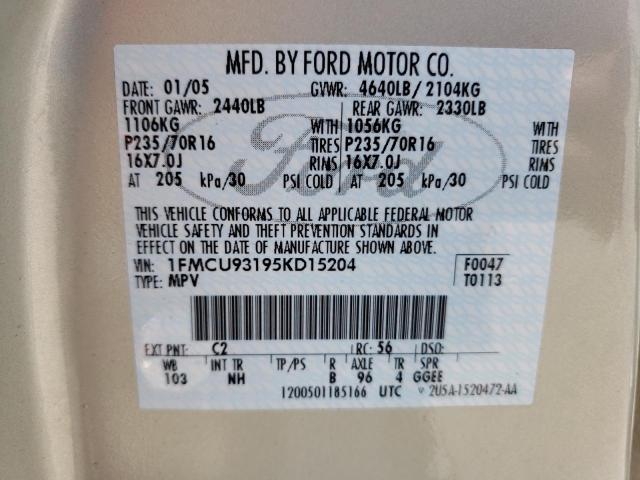 MFD. BY FORD MOTOR CO.
DATE: 01/05 GVWR: 4640LB/ 2104KG
FRONT GAWR: 2440LB REAR GAWR: 2330LB
1106KG WITH 1056KG WITH
P235/70R16 TIRES P235/70R16 TIRES
16X7.0J RIMS 16X7.0J RIMS
AT 205 kPa/30 PSI COLD AT 205 kPa/30 PSI COLD
Ford
THIS VEHICLE CONFORMS TO ALL APPLICABLE FEDERAL MOTOR
VEHICLE SAFETY AND THEFT PREVENTION STANDARDS IN
EFFECT ON THE DATE OF MANUFACTURE SHOWN ABOVE.
VIN: 1FMCU93195KD15204 F0047
TYPE: MPV T0113
EXT PNT: C2 RC: 56 DSO:
WB INT TR TP/PS R AXLE TR SPR
103 NH B 96 4 GGEE
1200501185166 UTC 2U5A-1520472-AA